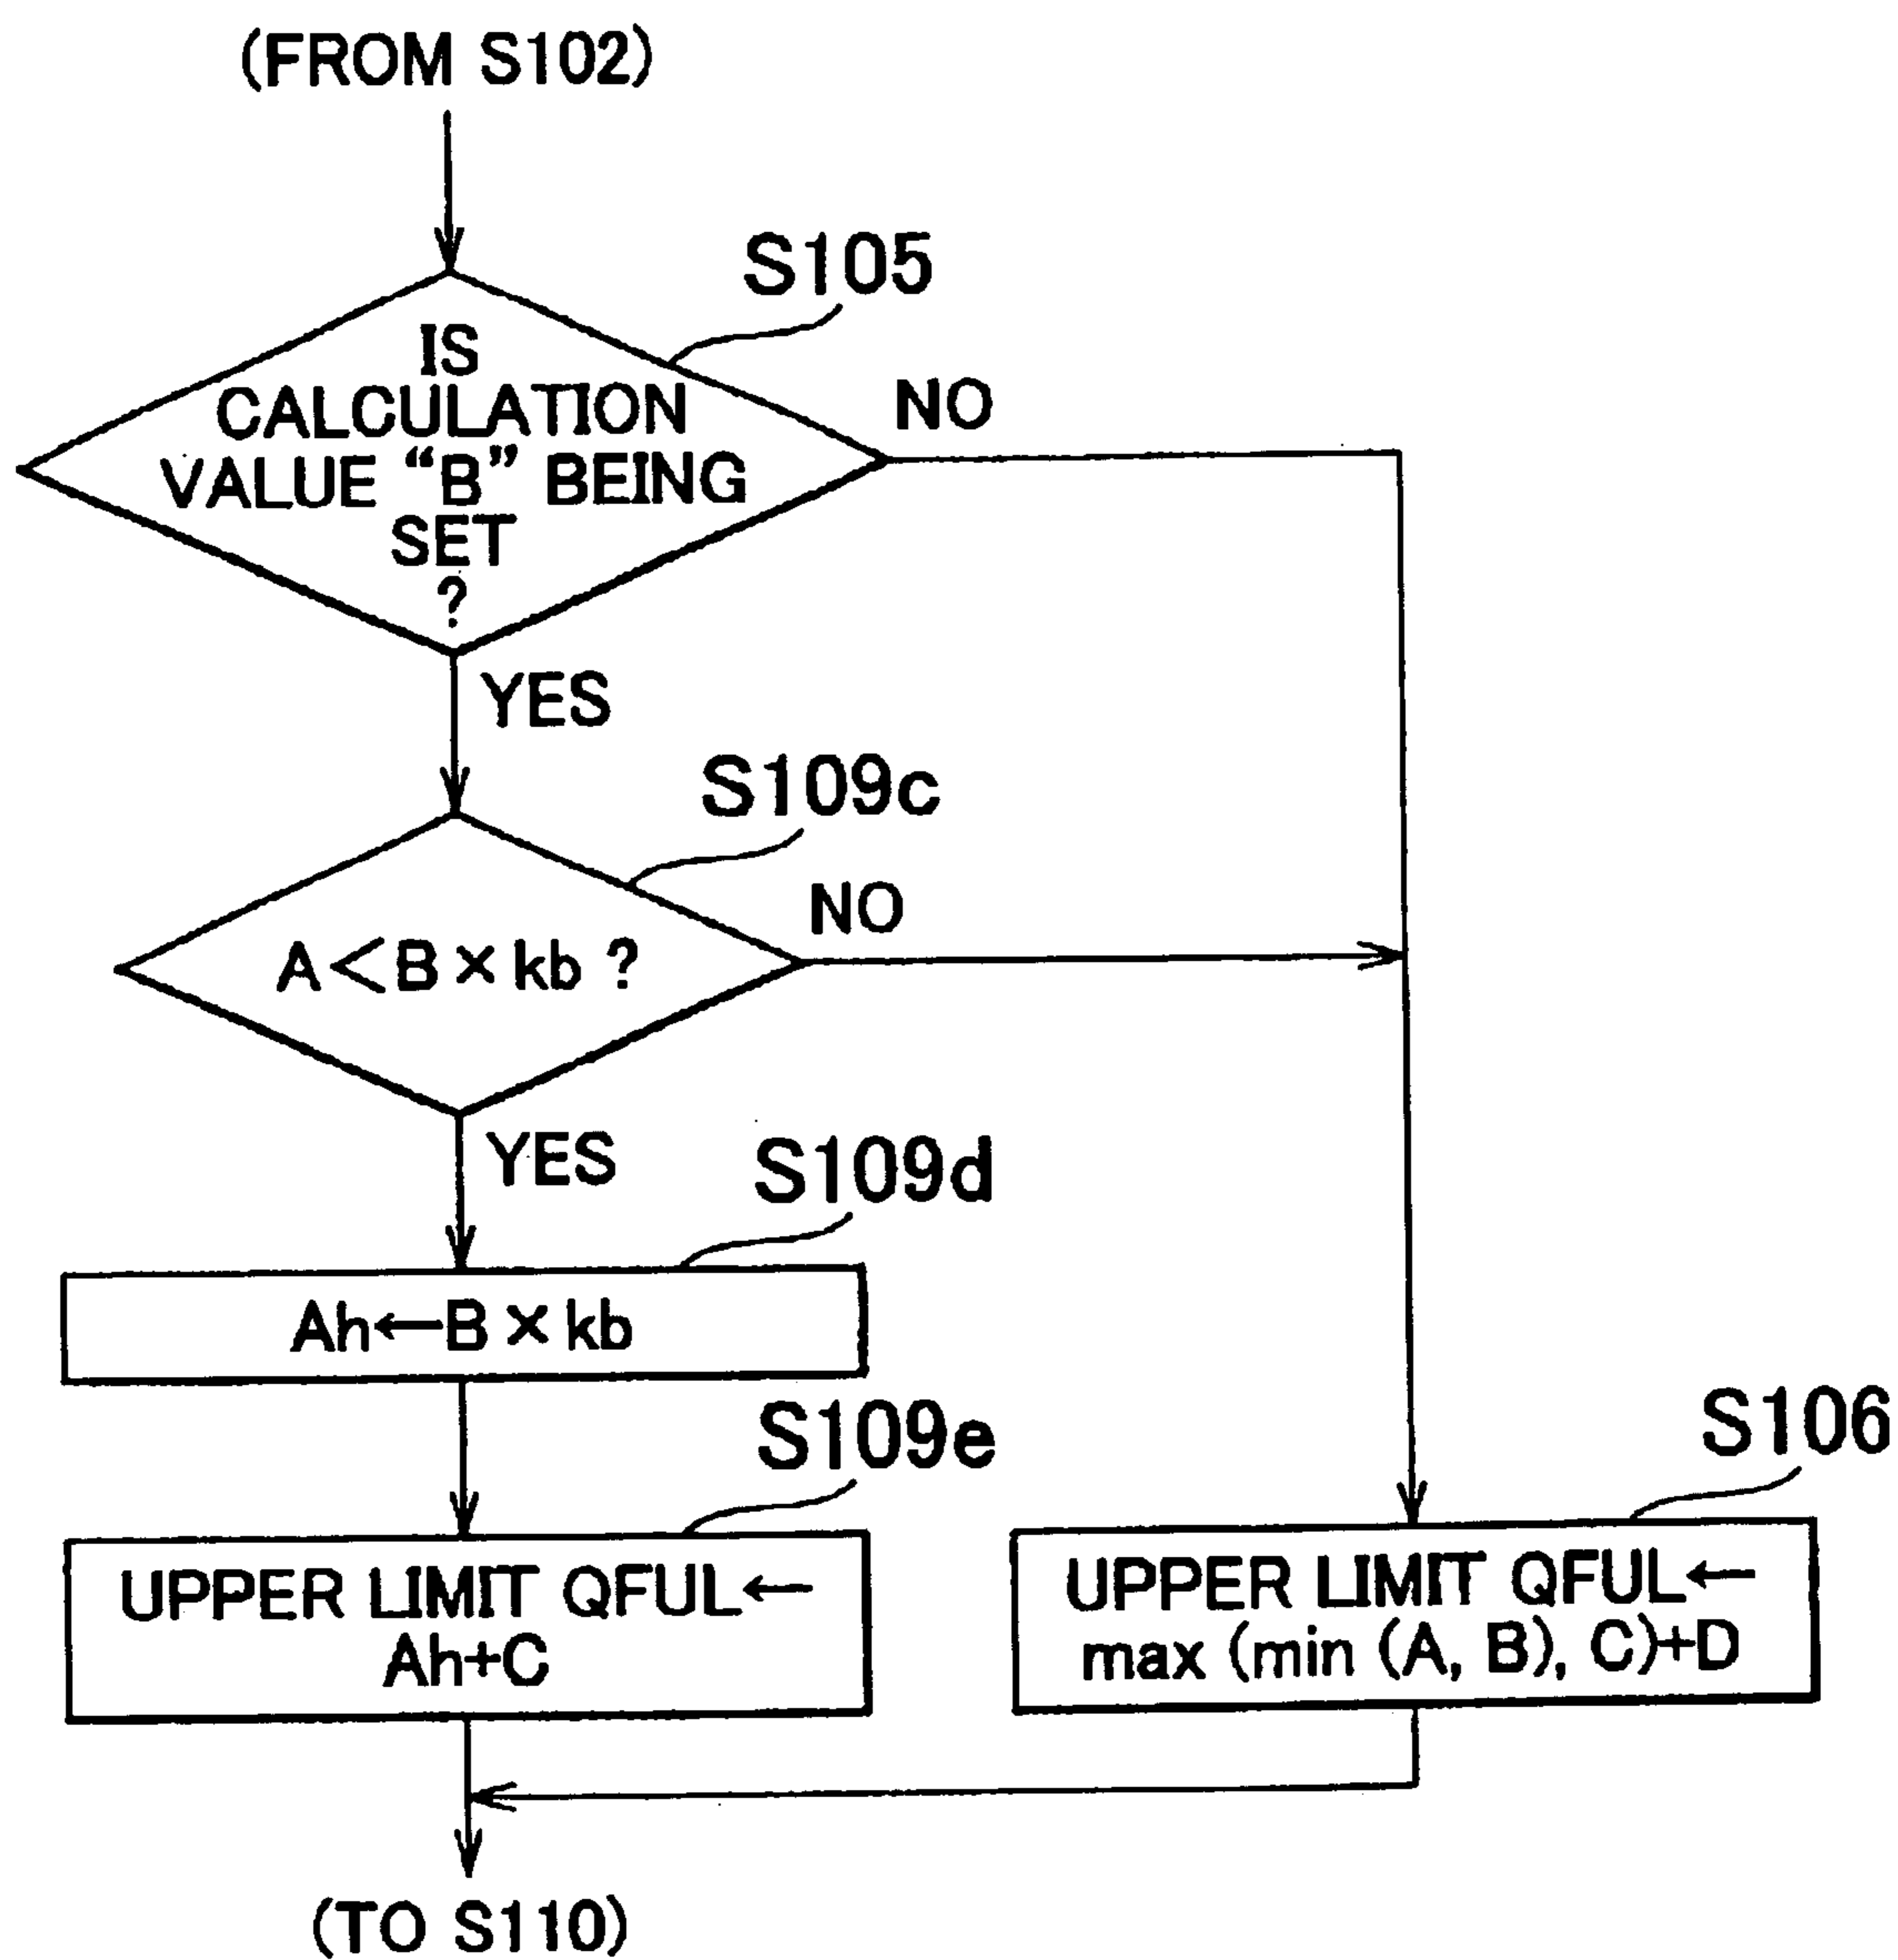 (FROM S102)
S105
IS
CALCULATION
VALUE “B” BEING
SET
?
NO
YES
S109c
A<B×kb ?
NO
YES
S109d
Ah←B×kb
S109e
UPPER LIMIT QFUL←
Ah+C
S106
UPPER LIMIT QFUL←
max (min (A, B), C)+D
(TO S110)